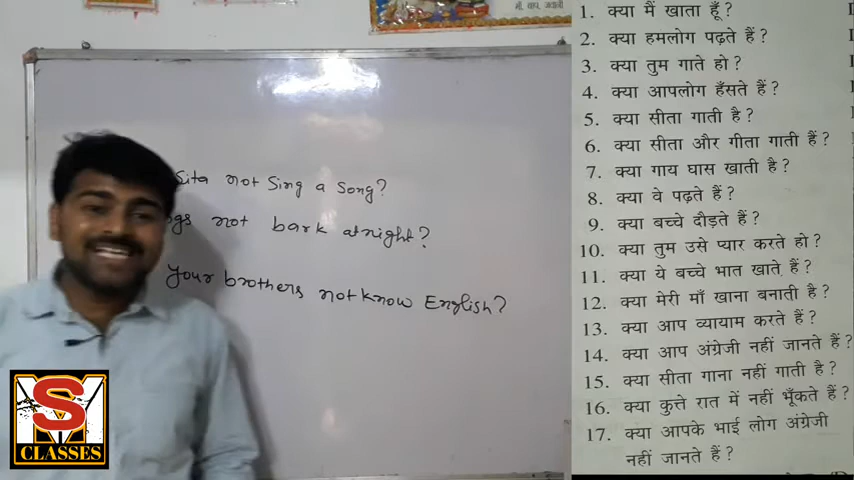 Sita not Sing a Song?
not bark at night?
Your brothers not know English?
S
CLASSES
1. क्या मैं खाता हूँ?
2. क्या हमलोग पढ़ते हैं?
3. क्या तुम गाते हो?
4. क्या आपलोग हँसते हैं?
5. क्या सीता गाती है?
6. क्या सीता और गीता गाती हैं?
7. क्या गाय घास खाती है?
8. क्या वे पढ़ते हैं?
9. क्या बच्चे दौड़ते हैं?
10. क्या तुम उसे प्यार करते हो?
11. क्या ये बच्चे भात खाते हैं?
12. क्या मेरी माँ खाना बनाती है?
13. क्या आप व्यायाम करते हैं?
14. क्या आप अंग्रेजी नहीं जानते हैं?
15. क्या सीता गाना नहीं गाती है?
16. क्या कुत्ते रात में नहीं भूँकते हैं?
17. क्या आपके भाई लोग अंग्रेजी
नहीं जानते हैं?